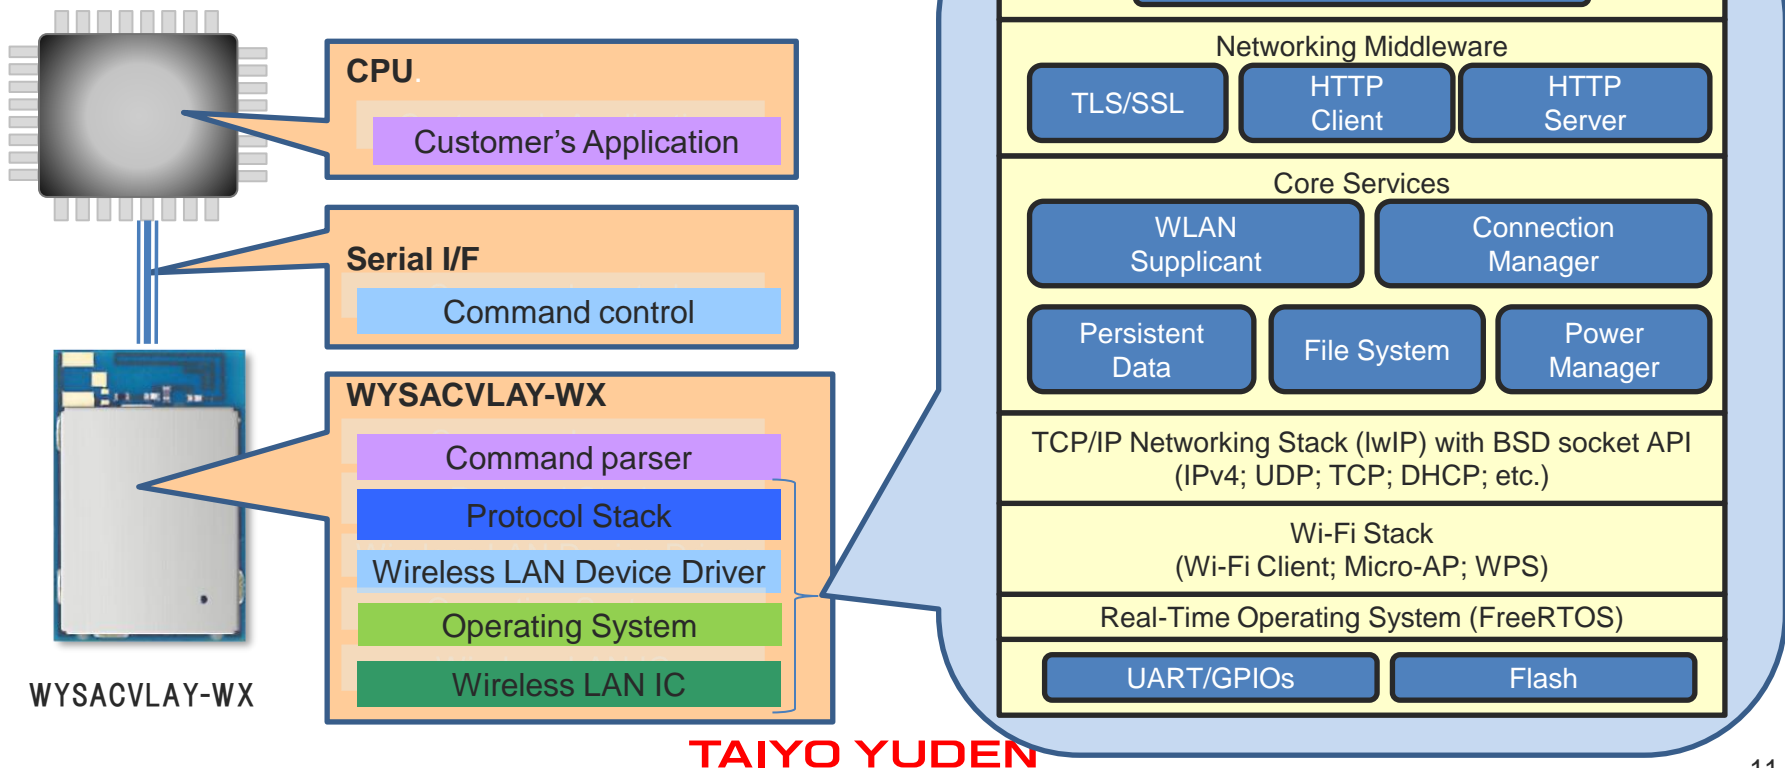 CPU.
Customer's Application
Serial I/F
Command control
WYSACVLAY-WX
Command parser
Protocol Stack
Wireless LAN Device Driver
Operating System
Wireless LAN IC
WYSACVLAY-WX
Networking Middleware
TLS/SSL
HTTP
Client
HTTP
Server
Core Services
WLAN
Supplicant
Connection
Manager
Persistent
Data
File System
Power
Manager
TCP/IP Networking Stack (lwIP) with BSD socket API
(IPv4; UDP; TCP; DHCP; etc.)
Wi-Fi Stack
(Wi-Fi Client; Micro-AP; WPS)
Real-Time Operating System (FreeRTOS)
UART/GPIOs
Flash
TAIYO YUDEN
11